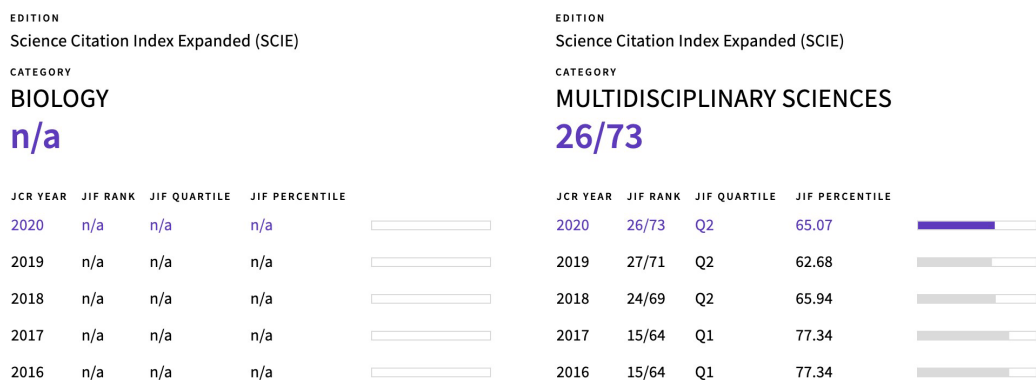 EDITION
Science Citation Index Expanded (SCIE)
CATEGORY
BIOLOGY
n/a
JCR YEAR JIF RANK JIF QUARTILE JIF PERCENTILE
2020 n/a n/a n/a
2019 n/a n/a n/a
2018 n/a n/a n/a
2017 n/a n/a n/a
2016 n/a n/a n/a
EDITION
Science Citation Index Expanded (SCIE)
CATEGORY
MULTIDISCIPLINARY SCIENCES
26/73
JCR YEAR JIF RANK JIF QUARTILE JIF PERCENTILE
2020 26/73 Q2 65.07
2019 27/71 Q2 62.68
2018 24/69 Q2 65.94
2017 15/64 Q1 77.34
2016 15/64 Q1 77.34